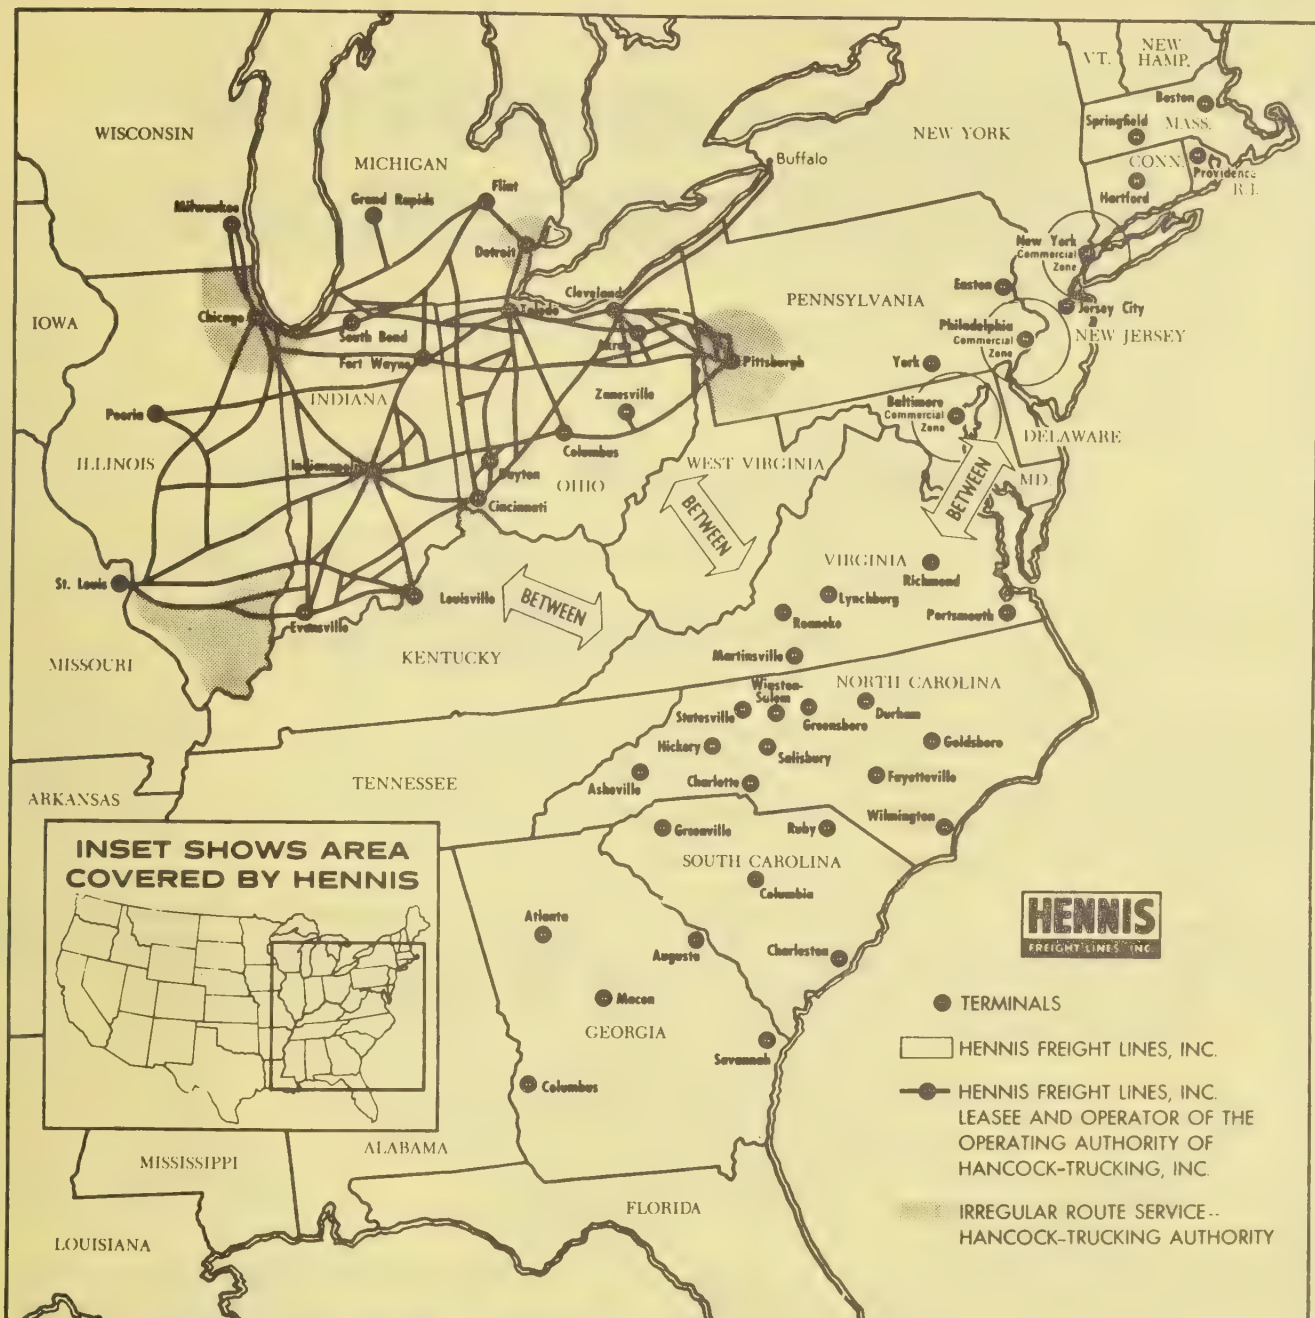 VT.
NEW
HAMP.
Boston
MASS.
Springfield
WISCONSIN
NEW YORK
MICHIGAN
Buffalo
CONN.
Providence
R.I.
Hartford
Flint
Grand Rapids
Milwaukee
Detroit
New York
Commercial
Zone
Easton
Cleveland
PENNSYLVANIA
Jersey City
NEW JERSEY
IOWA
Chicago
Toledo
South Bend
Akron
Philadelphia
Commercial
Zone
Fort Wayne
Pittsburgh
York
INDIANA
Zanesville
Baltimore
Commercial
Zone
Peoria
DELAWARE
ILLINOIS
Indianapolis
Columbus
Dayton
OHIO
WEST VIRGINIA
MD.
BETWEEN
BETWEEN
Cincinnati
VIRGINIA
Richmond
St. Louis
Louisville
BETWEEN
Lynchburg
Roanoke
Portsmouth
Evansville
MISSOURI
KENTUCKY
Martinsville
NORTH CAROLINA
Winston-
Salem
Statesville
Greensboro
Durham
Hickory
Salisbury
Goldsboro
TENNESSEE
Asheville
Charlotte
Fayetteville
ARKANSAS
Wilmington
Greenville
Ruby
INSET SHOWS AREA
COVERED BY HENNIS
SOUTH CAROLINA
Columbia
Atlanta
Augusta
Charleston
HENNIS
FREIGHT LINES, INC.
Macon
GEORGIA
Savannah
Columbus
TERMINALS
HENNIS FREIGHT LINES, INC.
HENNIS FREIGHT LINES, INC.
LEASEE AND OPERATOR OF THE
OPERATING AUTHORITY OF
HANCOCK-TRUCKING, INC.
MISSISSIPPI
ALABAMA
FLORIDA
LOUISIANA
IRREGULAR ROUTE SERVICE--
HANCOCK-TRUCKING AUTHORITY